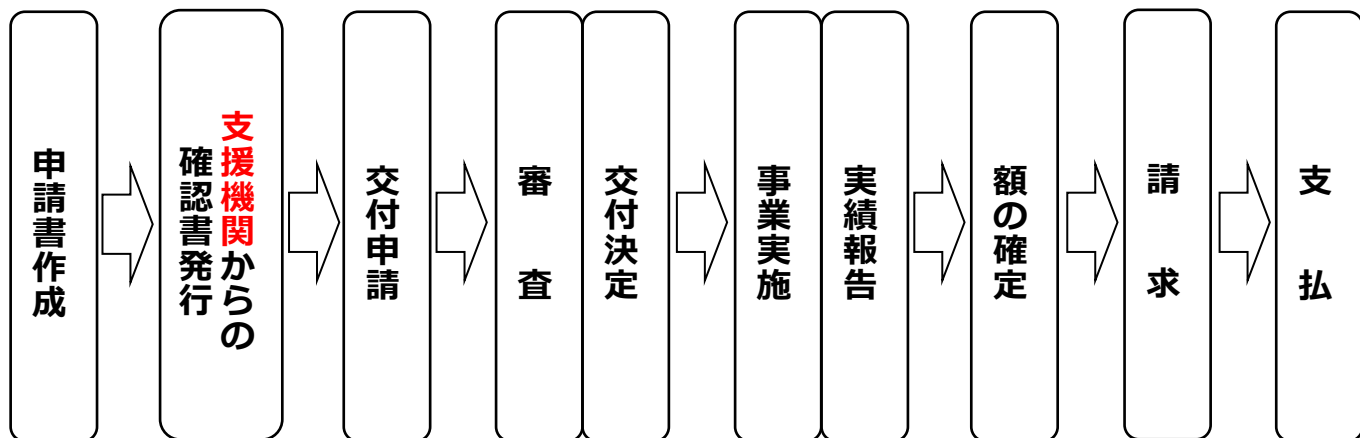 申請書作成
支援機関からの
確認書発行
交付申請
審査
交付決定
事業実施
実績報告
額の確定
請求
支払